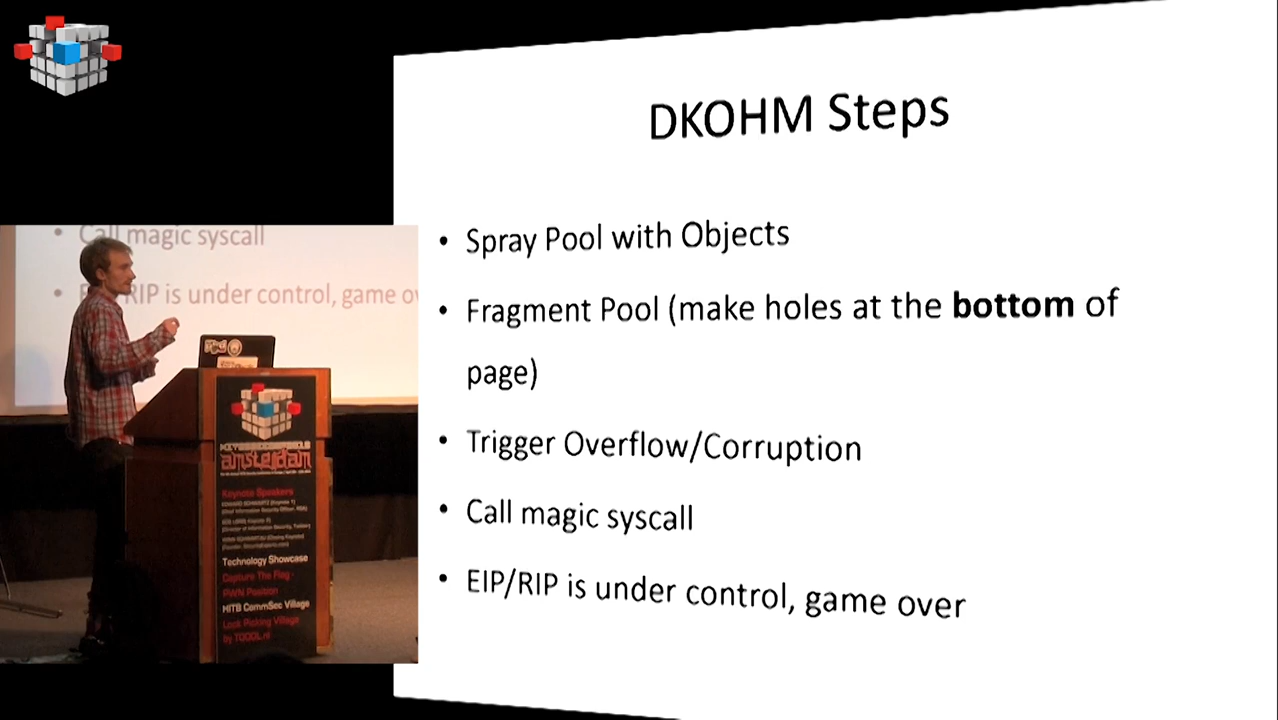 DKOHM Steps
• Spray Pool with Objects
• Fragment Pool (make holes at the bottom of
page)
• Trigger Overflow/Corruption
• Call magic syscall
• EIP/RIP is under control, game over
• Call magic syscall
RIP is under control, game ov
amsterdam
Keynote Speakers
Technology Showcase
Capture The Flag -
PWN Position
HITB CommSec Village
Lock Picking Village
by TOOOL.nl